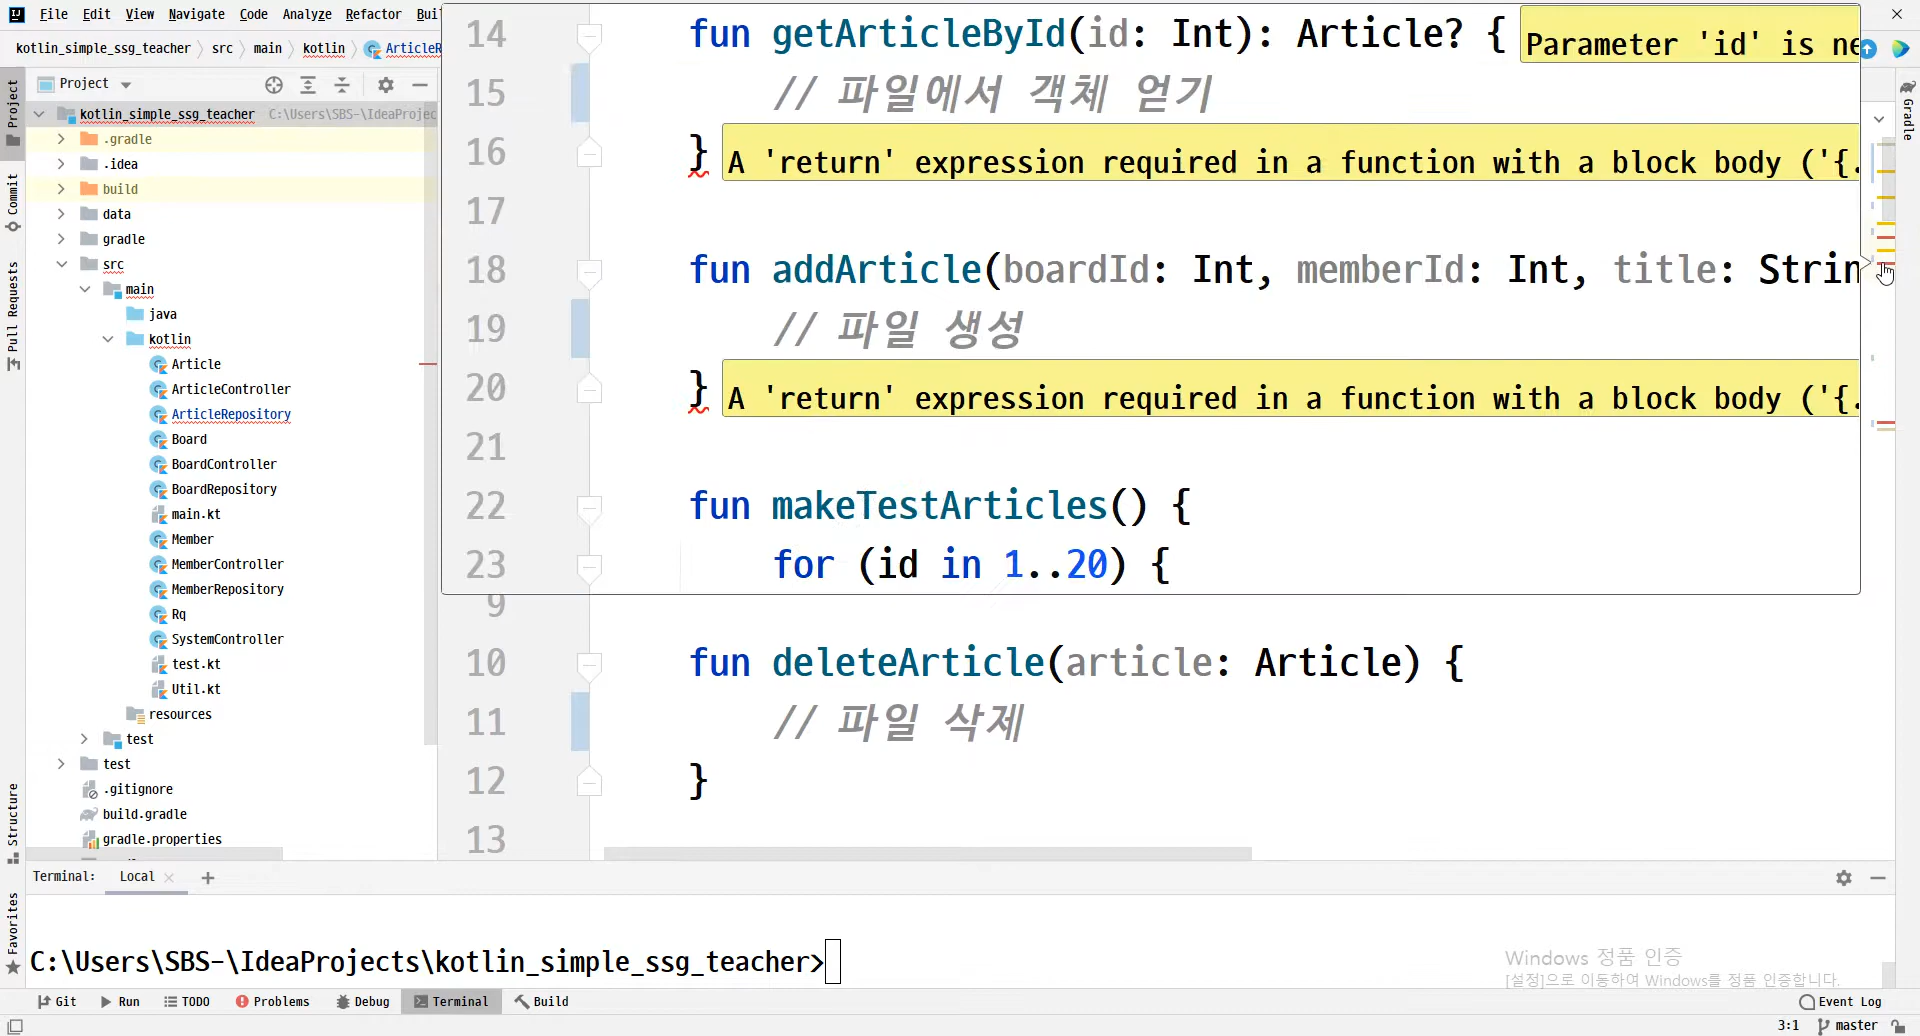 File Edit View Navigate Code Analyze Refactor Bui
kotlin_simple_ssg_teacher src main kotlin ArticleR
Project
kotlin_simple_ssg_teacher C:\Users\SBS-\IdeaProjec
.gradle
.idea
build
data
gradle
src
main
java
kotlin
Article
ArticleController
ArticleRepository
Board
BoardController
BoardRepository
main.kt
Member
MemberController
MemberRepository
Rq
SystemController
test.kt
Util.kt
resources
test
test
.gitignore
build.gradle
gradle.properties
Project
Commit
Pull Requests
Structure
Favorites
Gradle
14 fun getArticleById(id: Int): Article? { Parameter 'id' is ne
15 // 파일에서 객체 얻기
16 } A 'return' expression required in a function with a block body ('{.
17
18 fun addArticle(boardId: Int, memberId: Int, title: Strin
19 // 파일 생성
20 } A 'return' expression required in a function with a block body ('{.
21
22 fun makeTestArticles() {
23 for (id in 1..20) {
9
10 fun deleteArticle(article: Article) {
11 // 파일 삭제
12 }
13
Terminal: Local
C:\Users\SBS-\IdeaProjects\kotlin_simple_ssg_teacher>
Windows 정품 인증
[설정]으로 이동하여 Windows를 정품 인증합니다.
Git Run TODO Problems Debug Terminal Build Event Log
3:1 master